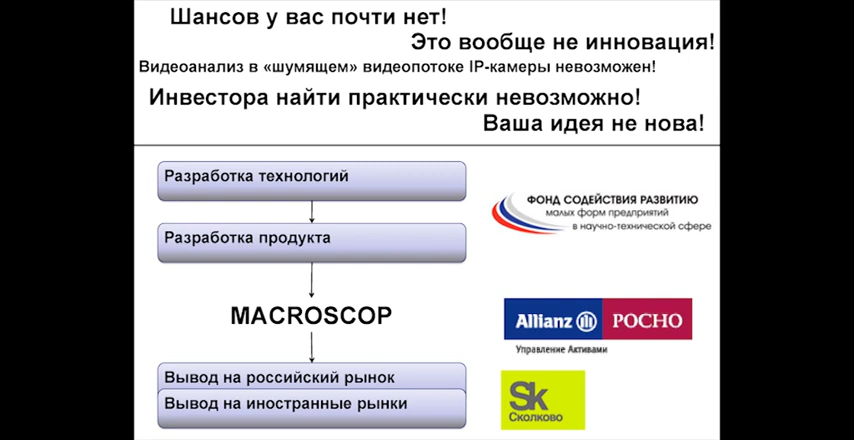 Шансов у вас почти нет!
Это вообще не инновация!
Видеоанализ в «шумящем» видеопотоке IP-камеры невозможен!
Инвестора найти практически невозможно!
Ваша идея не нова!
Разработка технологий
ФОНД СОДЕЙСТВИЯ РАЗВИТИЮ
малых форм предприятий
в научно-технической сфере
Разработка продукта
MACROSCOP
Allianz РОСНО
Управление Активами
Вывод на российский рынок
Вывод на иностранные рынки
Sk
Сколково